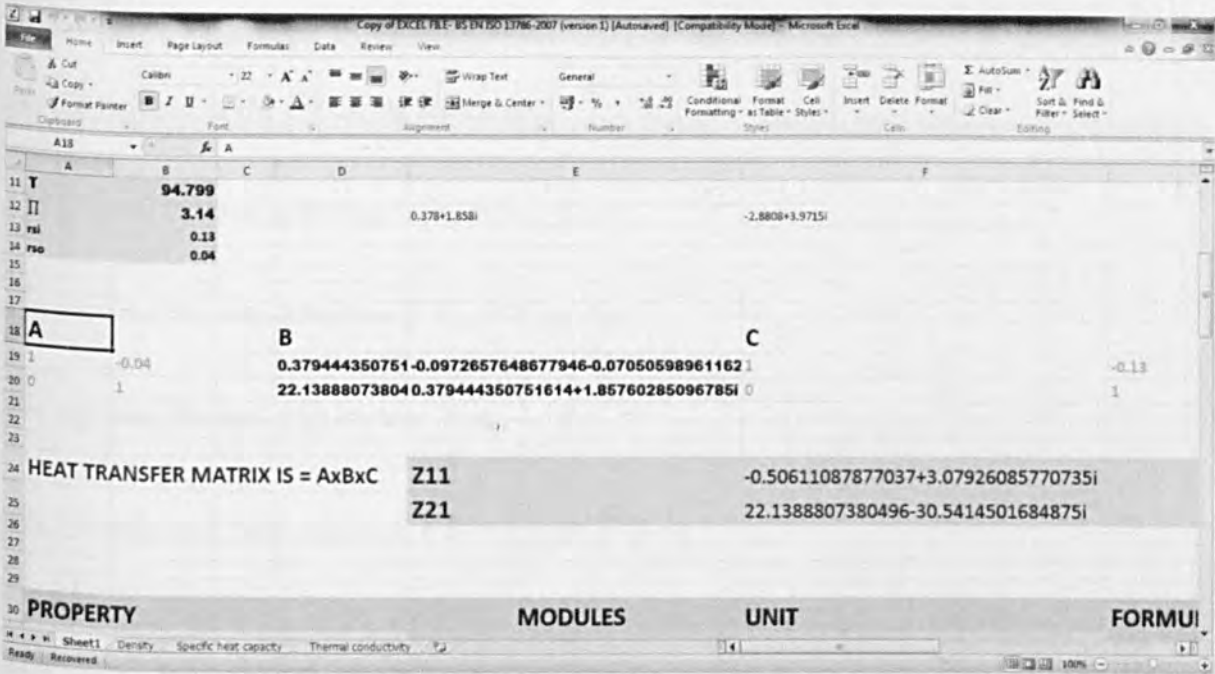 Copy of EXCEL FILE- BS EN ISO 13786-2007 (version 1) [Autosaved] [Compatibility Mode] - Microsoft Excel
File Home Insert Page Layout Formulas Data Review View
Cut
Copy
Format Painter
Paste
Clipboard
Calibri 22
B I U
Font
Wrap Text
Merge & Center
Alignment
General
Number
Conditional Formatting
Format as Table
Cell Styles
Styles
Insert Delete Format
Cells
Σ AutoSum
Fill
Clear
Sort & Filter
Find & Select
Editing
A18 fx A
A B C D E F
11 T 94.799
12 ∏ 3.14 0.378+1.858i -2.8808+3.9715i
13 rsi 0.13
14 rso 0.04
15
16
17
18 A B C
19 1 -0.04 0.379444350751 -0.0972657648677946-0.07050598961162 1 -0.13
20 0 1 22.13888073804 0.379444350751614+1.85760285096785i 0 1
21
22
23
24 HEAT TRANSFER MATRIX IS = AxBxC Z11 -0.50611087877037+3.07926085770735i
25 Z21 22.1388807380496-30.5414501684875i
26
27
28
29
30 PROPERTY MODULES UNIT FORMUL
Sheet1 Density Specific heat capacity Thermal conductivity
Ready Recovered 100%